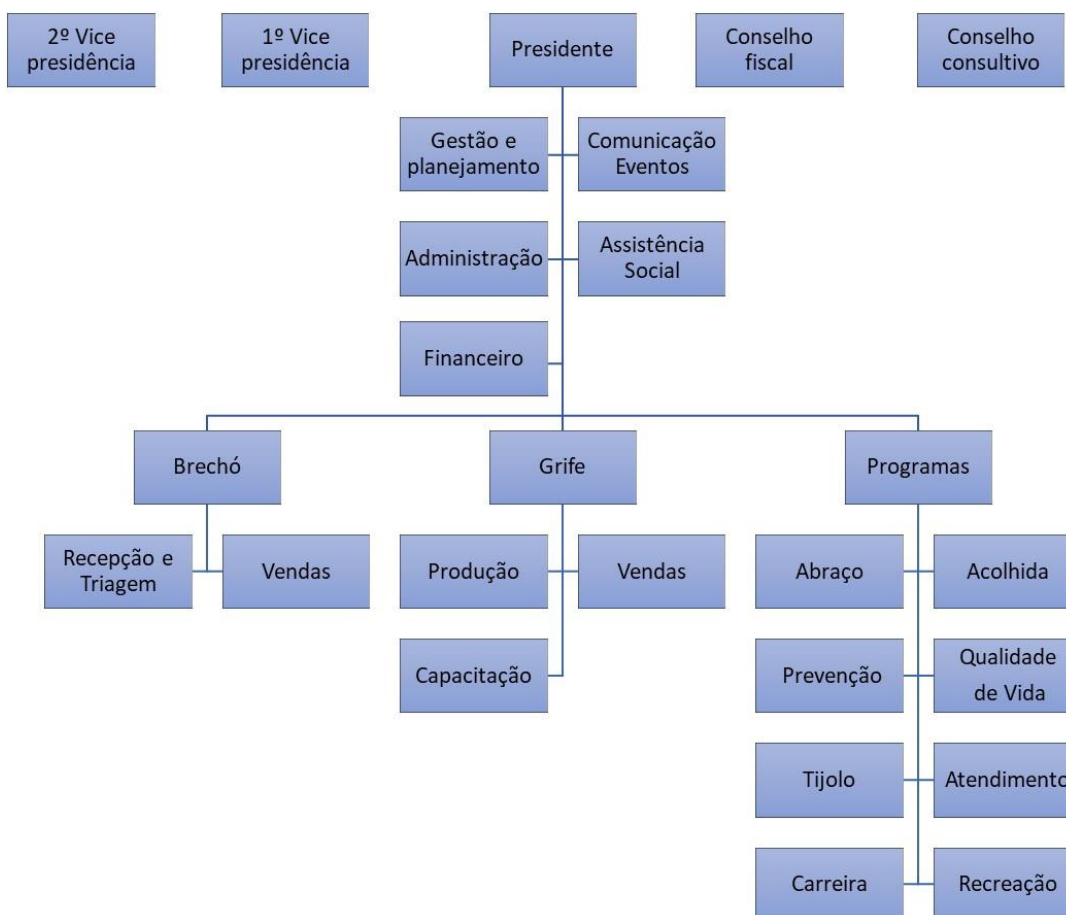 2º Vice
presidência
1º Vice
presidência
Presidente
Conselho
fiscal
Conselho
consultivo
Gestão e
planejamento
Comunicação
Eventos
Administração
Assistência
Social
Financeiro
Brechó
Grife
Programas
Recepção e
Triagem
Vendas
Produção
Vendas
Abraço
Acolhida
Capacitação
Prevenção
Qualidade
de Vida
Tijolo
Atendimento
Carreira
Recreação